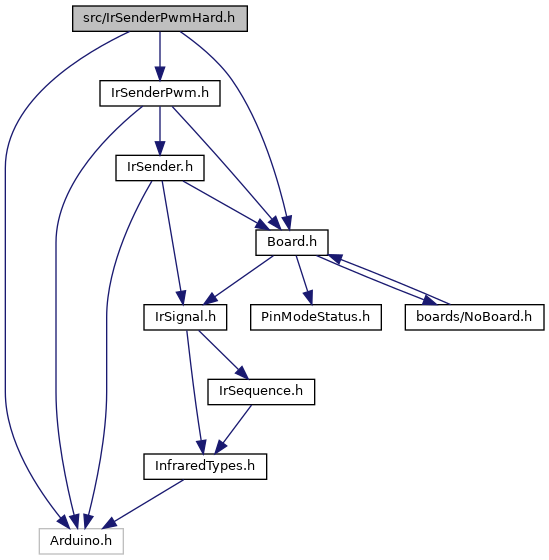 src/IrSenderPwmHard.h
IrSenderPwm.h
IrSender.h
Board.h
IrSignal.h
PinModeStatus.h
boards/NoBoard.h
IrSequence.h
InfraredTypes.h
Arduino.h